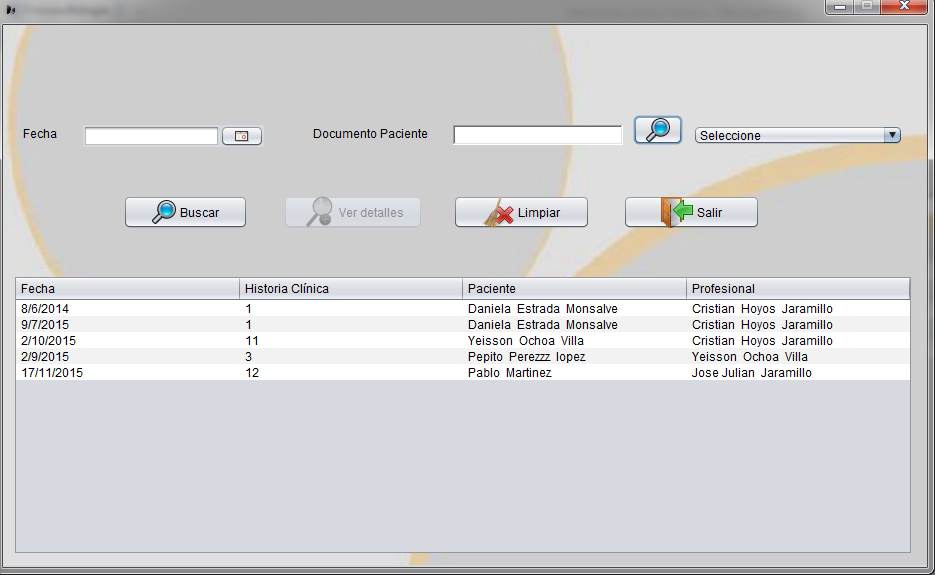 Fecha Documento Paciente Seleccione
Buscar Ver detalles Limpiar Salir
Fecha Historia Clínica Paciente Profesional
8/6/2014 1 Daniela Estrada Monsalve Cristian Hoyos Jaramillo
9/7/2015 1 Daniela Estrada Monsalve Cristian Hoyos Jaramillo
2/10/2015 11 Yeisson Ochoa Villa Cristian Hoyos Jaramillo
2/9/2015 3 Pepito Perezzz lopez Yeisson Ochoa Villa
17/11/2015 12 Pablo Martinez Jose Julian Jaramillo